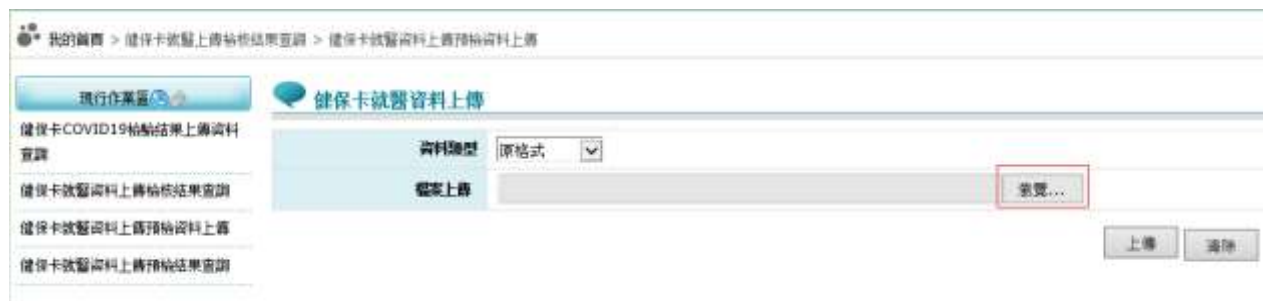 我的首頁 > 健保卡就醫上傳檢核結果查詢 > 健保卡就醫資料上傳預檢資料上傳
現行作業區
健保卡COVID19檢驗結果上傳資料
查詢
健保卡就醫資料上傳檢核結果查詢
健保卡就醫資料上傳預檢資料上傳
健保卡就醫資料上傳預檢結果查詢
健保卡就醫資料上傳
資料類型 原格式
檔案上傳 瀏覽...
上傳 清除